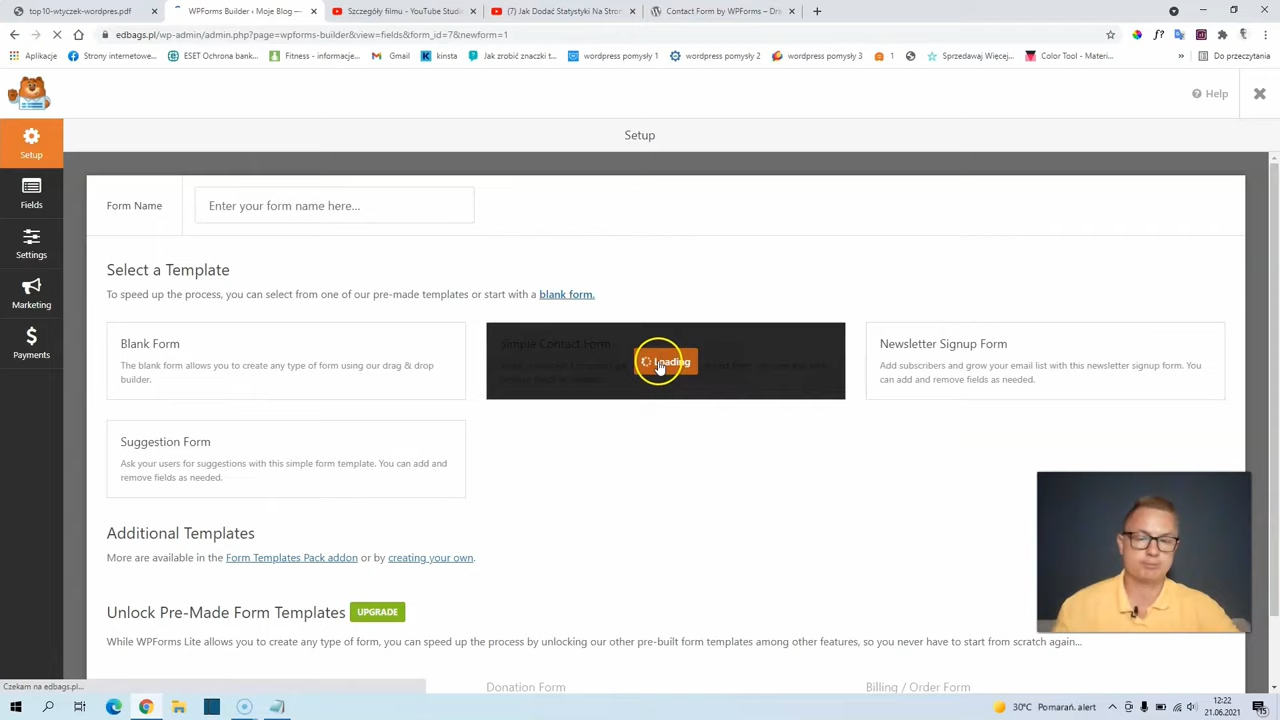 top10-wtyczek-wordpres.pdf
WPForms Builder ‹ Moje Blog —
Szczegóły filmu - YouTube Studi
(7) Jak Dodać Statystyki Na Stron
Contact Form by WPForms – Dra
edbags.pl/wp-admin/admin.php?page=wpforms-builder&view=fields&form_id=7&newform=1
Aplikacje
Strony internetowe...
ESET Ochrona bank...
Fitness - informacje...
Gmail
kinsta
Jak zrobić znaczki t...
wordpress pomysły 1
wordpress pomysły 2
wordpress pomysły 3
1
Sprzedawaj Więcej...
Color Tool - Materi...
»
Do przeczytania
Help
Setup
Setup
Fields
Settings
Marketing
Payments
Form Name
Enter your form name here...
Select a Template
To speed up the process, you can select from one of our pre-made templates or start with a blank form.
Blank Form
The blank form allows you to create any type of form using our drag & drop
builder.
Simple Contact Form
Loading
Newsletter Signup Form
Add subscribers and grow your email list with this newsletter signup form. You
can add and remove fields as needed.
Suggestion Form
Ask your users for suggestions with this simple form template. You can add and
remove fields as needed.
Additional Templates
More are available in the Form Templates Pack addon or by creating your own.
Unlock Pre-Made Form Templates UPGRADE
While WPForms Lite allows you to create any type of form, you can speed up the process by unlocking our other pre-built form templates among other features, so you never have to start from scratch again...
Donation Form
Billing / Order Form
Czekam na edbags.pl...
30°C Pomarań. alert
12:22
21.06.2021
15